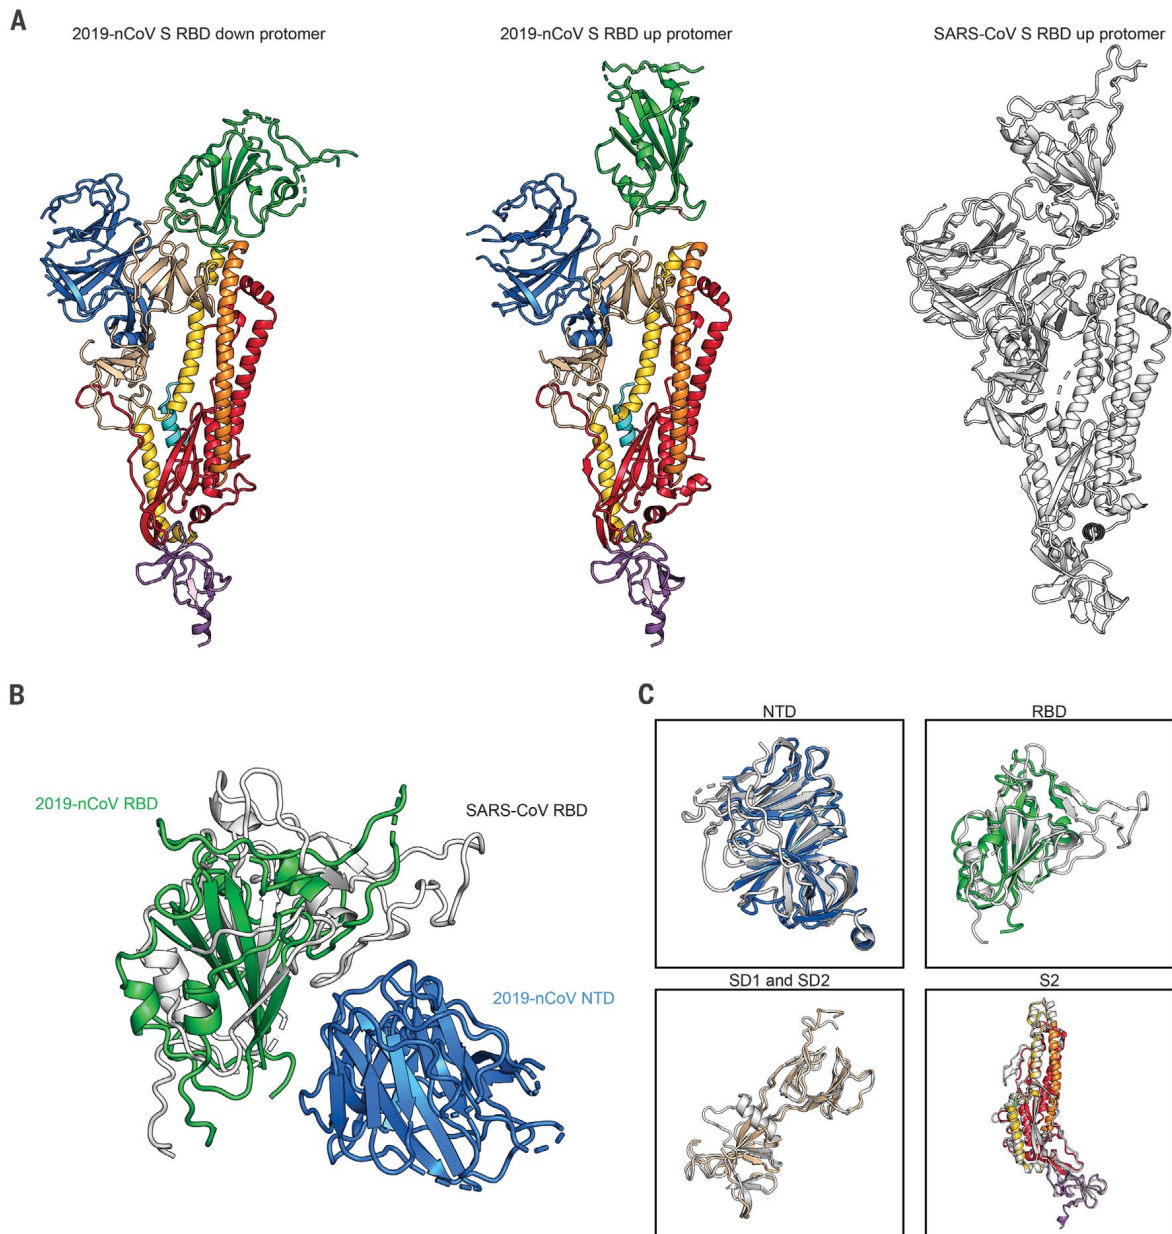 A
2019-nCoV S RBD down protomer
2019-nCoV S RBD up protomer
SARS-CoV S RBD up protomer
B
2019-nCoV RBD
SARS-CoV RBD
2019-nCoV NTD
C
NTD
RBD
SD1 and SD2
S2